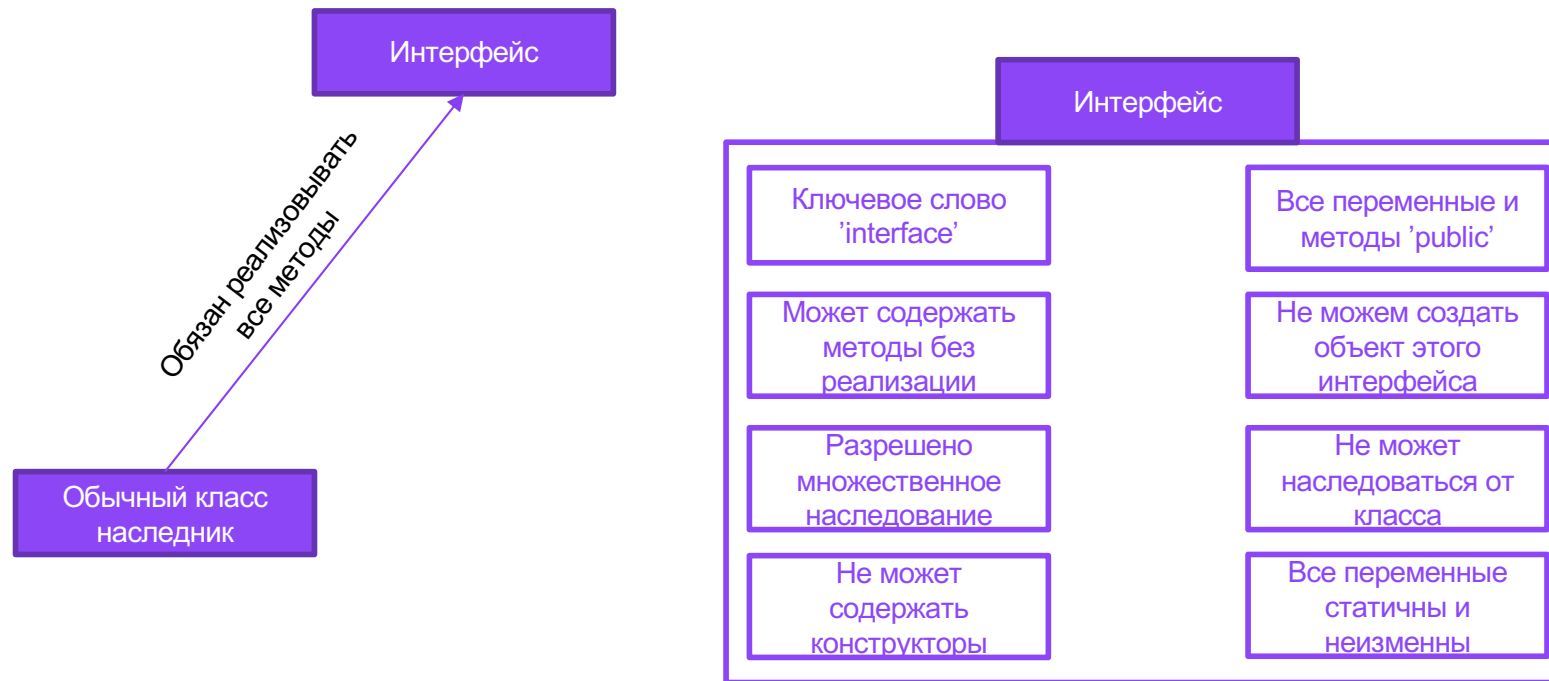 Интерфейс
Обязан реализовывать
все методы
Обычный класс
наследник
Интерфейс
Ключевое слово
’interface’
Все переменные и
методы ’public’
Может содержать
методы без
реализации
Не можем создать
объект этого
интерфейса
Разрешено
множественное
наследование
Не может
наследоваться от
класса
Не может
содержать
конструкторы
Все переменные
статичны и
неизменны